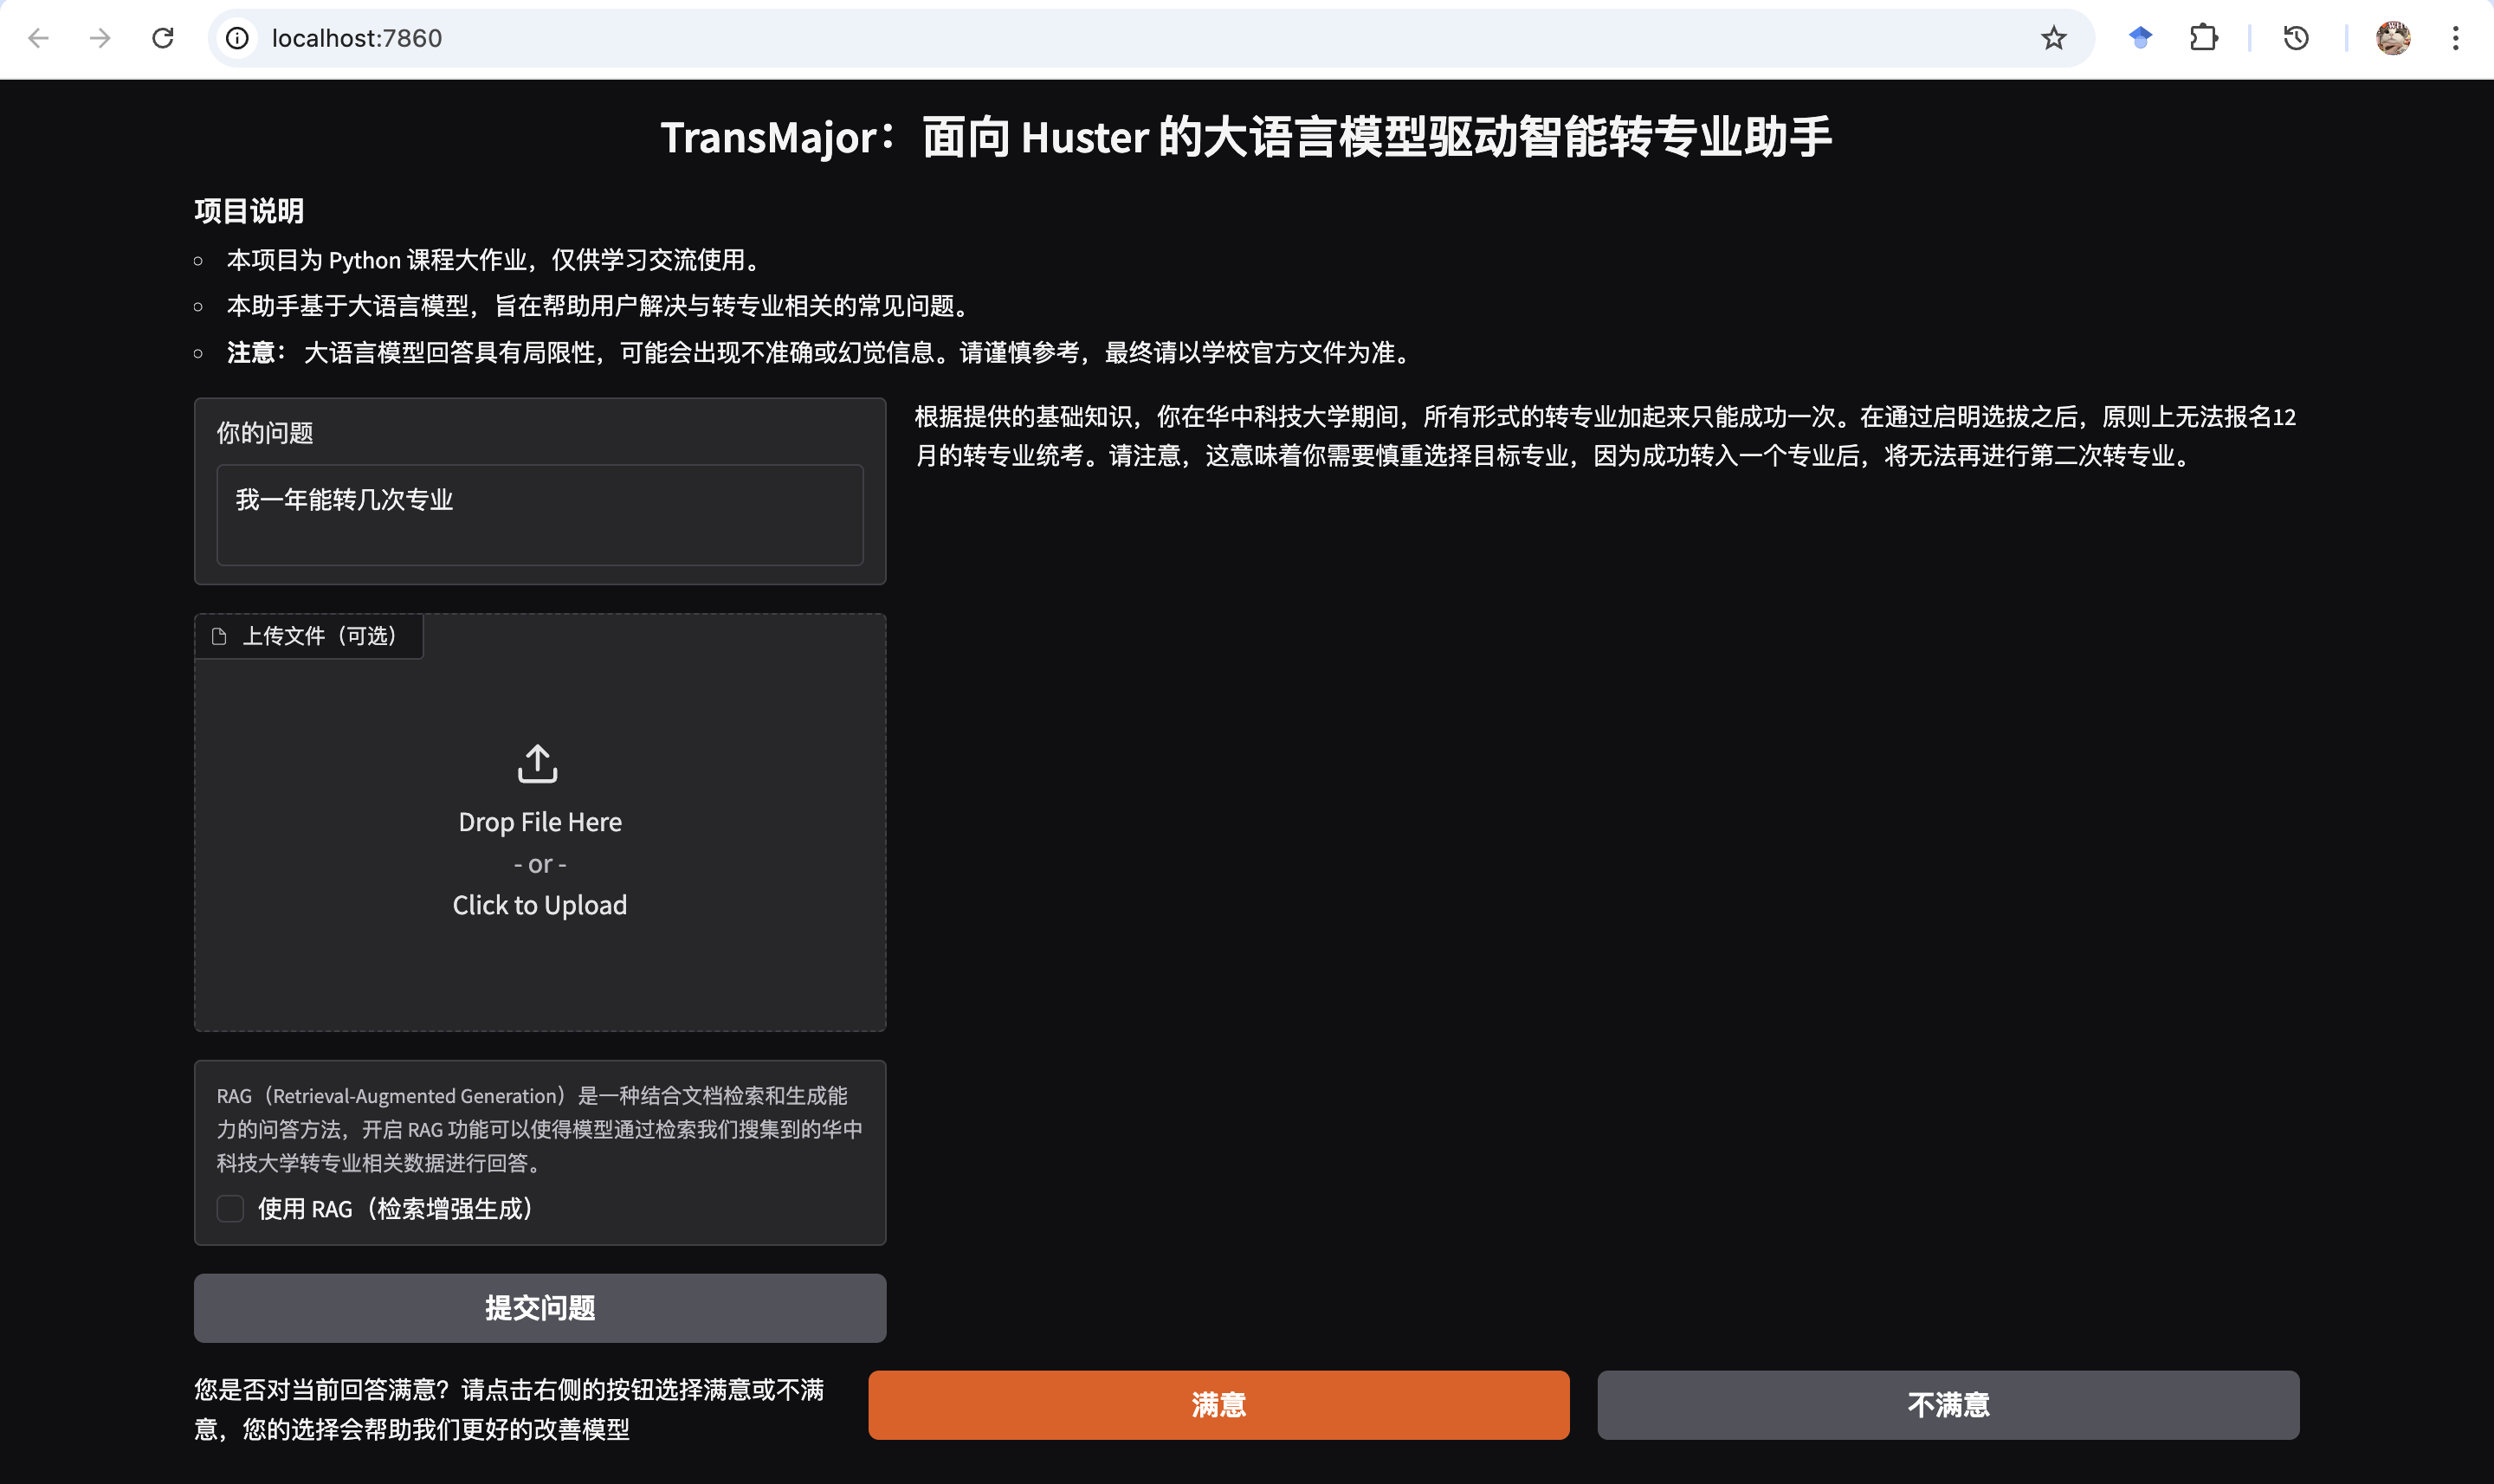 localhost:7860
TransMajor：面向 Huster 的大语言模型驱动智能转专业助手
项目说明
本项目为 Python 课程大作业，仅供学习交流使用。
本助手基于大语言模型，旨在帮助用户解决与转专业相关的常见问题。
注意： 大语言模型回答具有局限性，可能会出现不准确或幻觉信息。请谨慎参考，最终请以学校官方文件为准。
你的问题
我一年能转几次专业
根据提供的基础知识，你在华中科技大学期间，所有形式的转专业加起来只能成功一次。在通过启明选拔之后，原则上无法报名12
月的转专业统考。请注意，这意味着你需要慎重选择目标专业，因为成功转入一个专业后，将无法再进行第二次转专业。
上传文件（可选）
Drop File Here
- or -
Click to Upload
RAG（Retrieval-Augmented Generation）是一种结合文档检索和生成能
力的问答方法，开启 RAG 功能可以使得模型通过检索我们搜集到的华中
科技大学转专业相关数据进行回答。
使用 RAG（检索增强生成）
提交问题
您是否对当前回答满意？请点击右侧的按钮选择满意或不满
意，您的选择会帮助我们更好的改善模型
满意
不满意